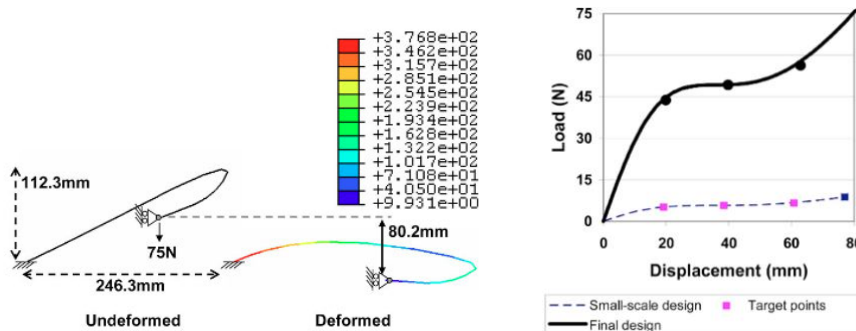 +3.768e+02
+3.462e+02
+3.157e+02
+2.851e+02
+2.545e+02
+2.239e+02
+1.934e+02
+1.628e+02
+1.322e+02
+1.017e+02
+7.108e+01
+4.050e+01
+9.931e+00
112.3mm
75N
80.2mm
246.3mm
Undeformed
Deformed
75
60
45
30
15
0
0
20
40
60
80
Load (N)
Displacement (mm)
Small-scale design
Target points
Final design